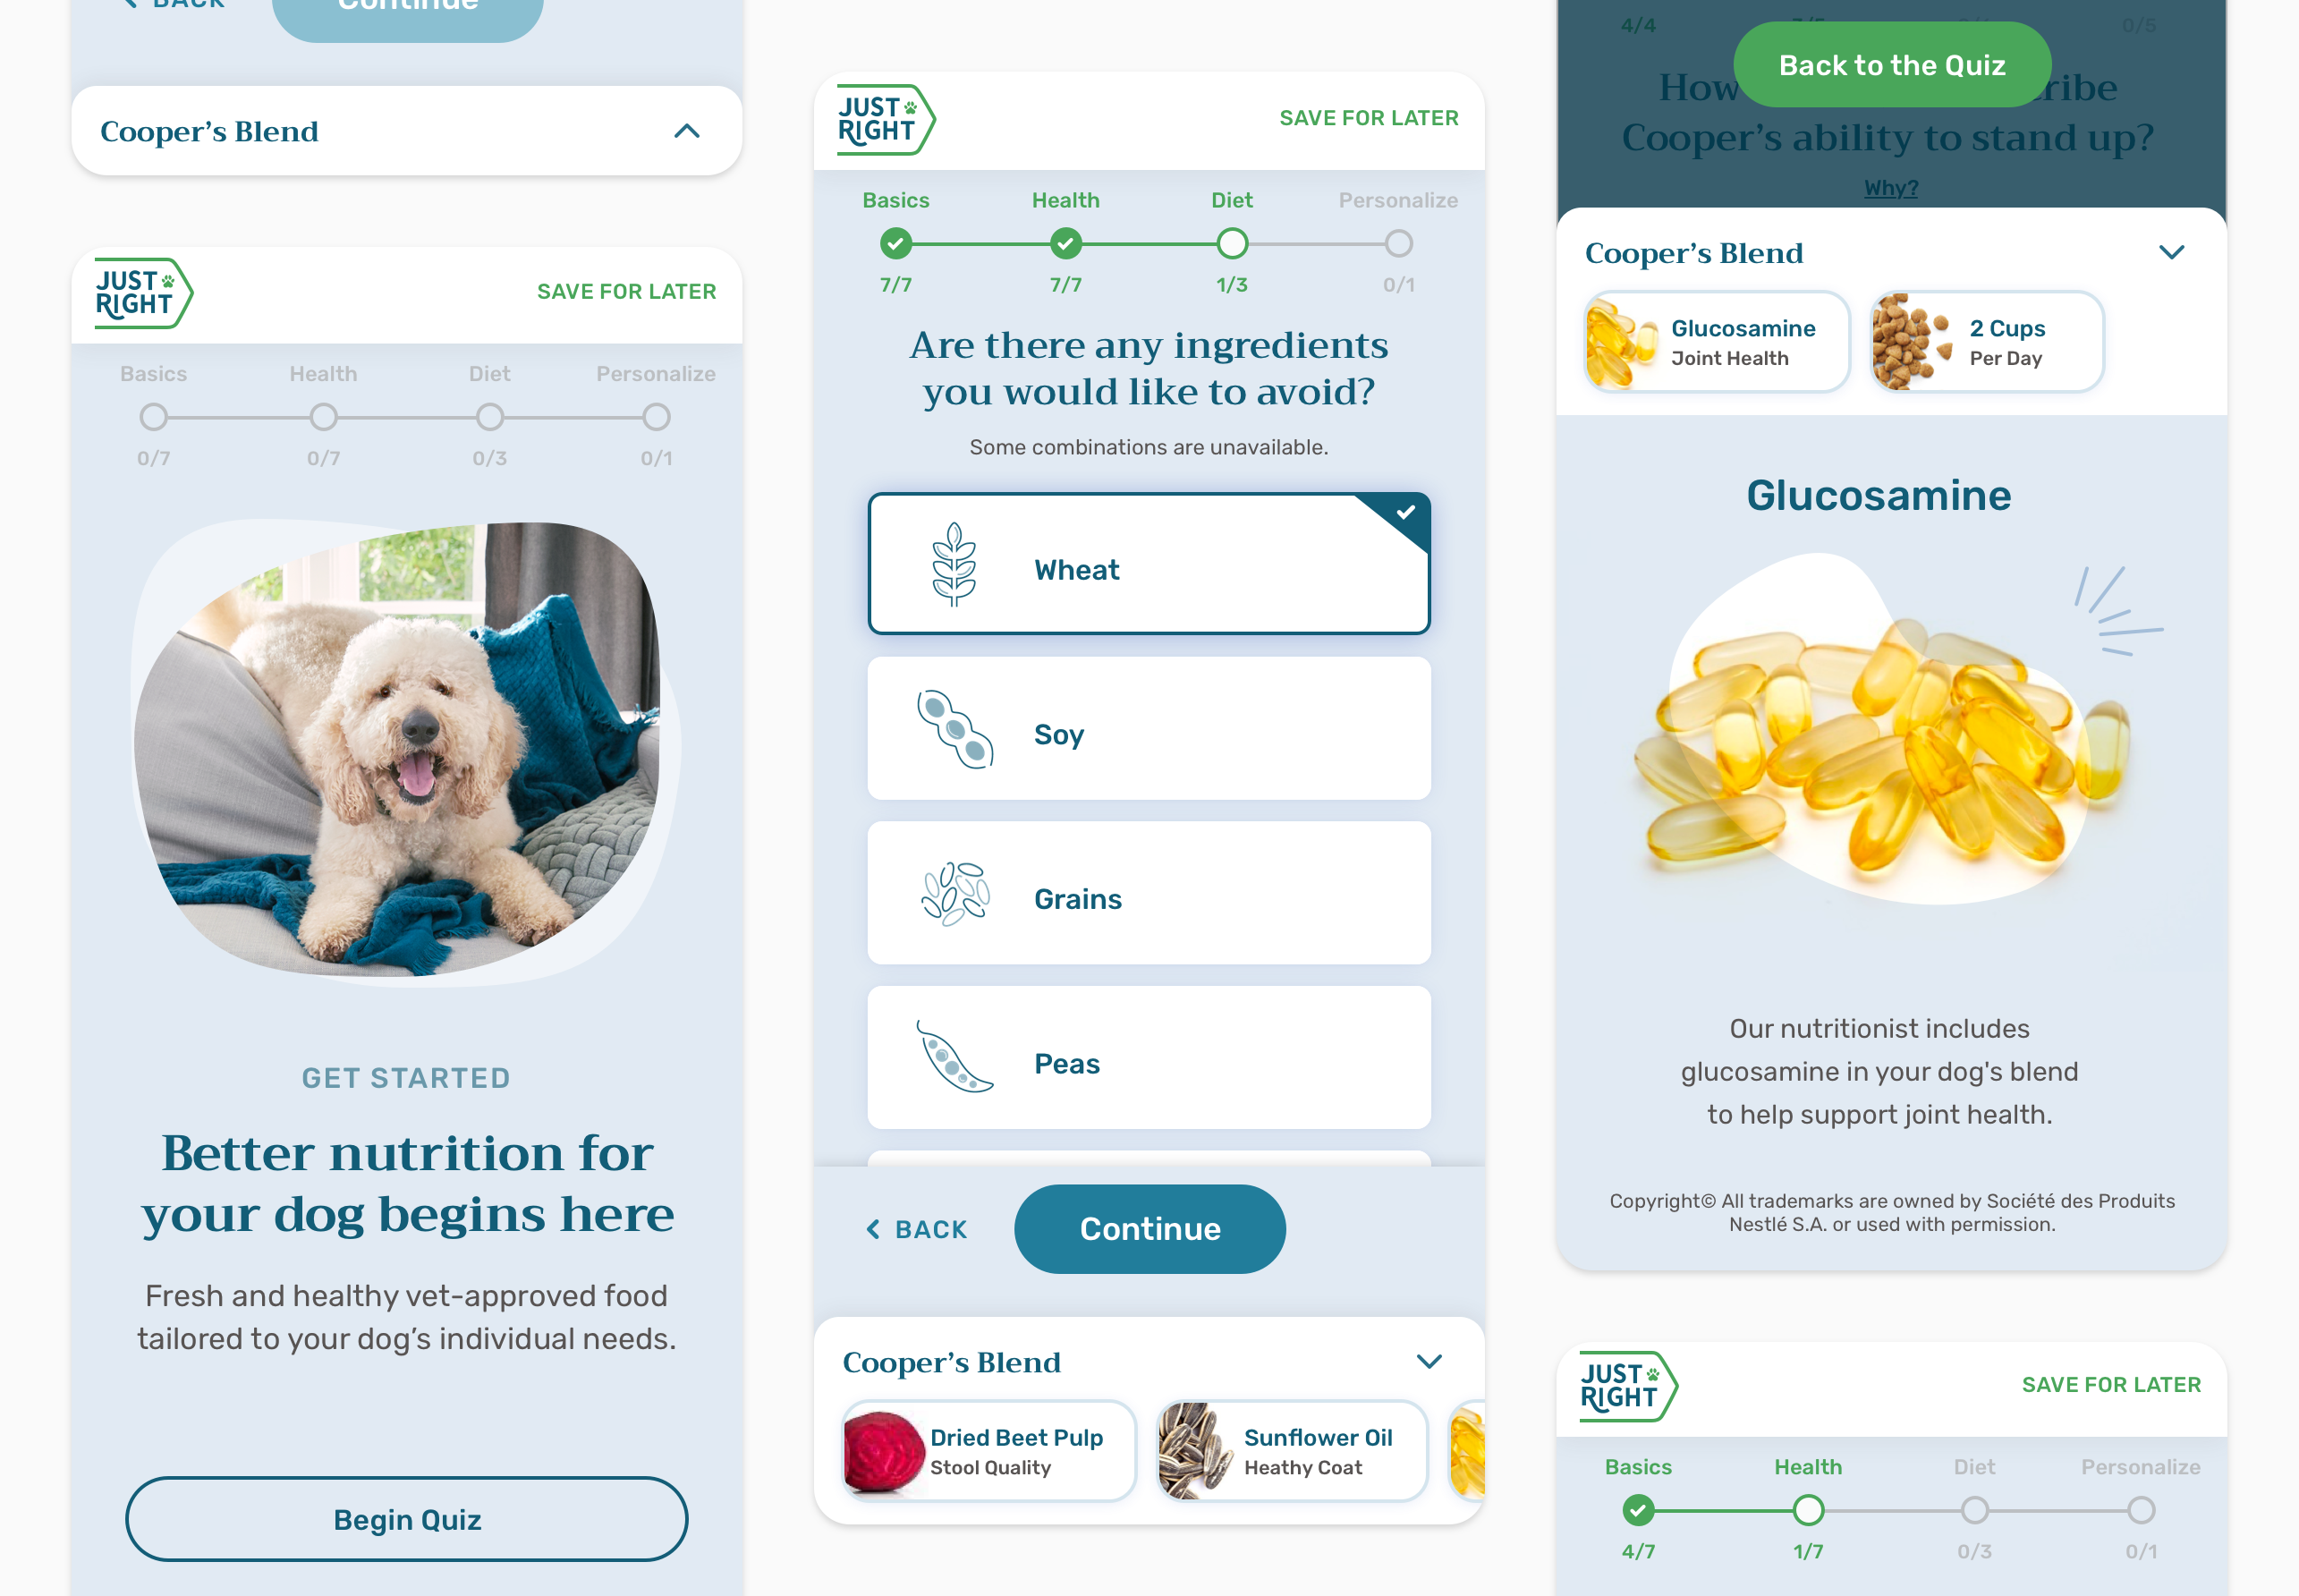 BACK
Continue
Cooper’s Blend
JUST
RIGHT
SAVE FOR LATER
Basics
Health
Diet
Personalize
0/7
0/7
0/3
0/1
GET STARTED
Better nutrition for
your dog begins here
Fresh and healthy vet-approved food
tailored to your dog’s individual needs.
Begin Quiz
JUST
RIGHT
SAVE FOR LATER
Basics
Health
Diet
Personalize
7/7
7/7
1/3
0/1
Are there any ingredients
you would like to avoid?
Some combinations are unavailable.
Wheat
Soy
Grains
Peas
BACK
Continue
Cooper’s Blend
Dried Beet Pulp
Stool Quality
Sunflower Oil
Heathy Coat
4/4
0/5
Back to the Quiz
How
ribe
Cooper’s ability to stand up?
Why?
Cooper’s Blend
Glucosamine
Joint Health
2 Cups
Per Day
Glucosamine
Our nutritionist includes
glucosamine in your dog's blend
to help support joint health.
Copyright© All trademarks are owned by Société des Produits
Nestlé S.A. or used with permission.
JUST
RIGHT
SAVE FOR LATER
Basics
Health
Diet
Personalize
4/7
1/7
0/3
0/1